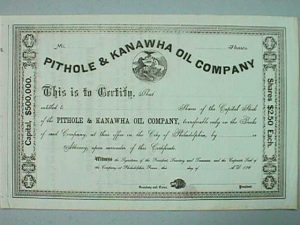 No.
Shares
PITHOLE & KANAWHA OIL COMPANY
Capital, $500,000.
Shares $2.50 Each.
This is to Certify, That
entitled to Shares of the Capital Stock
of the PITHOLE & KANAWHA OIL COMPANY, transferable only on the Books
of said Company, at their office in the City of Philadelphia, by
Attorney, upon surrender of this Certificate.
Witness the Signatures of the President and Treasurer, and the Corporate Seal of
the Company at Philadelphia, Penna. this day of A.D. 186
President